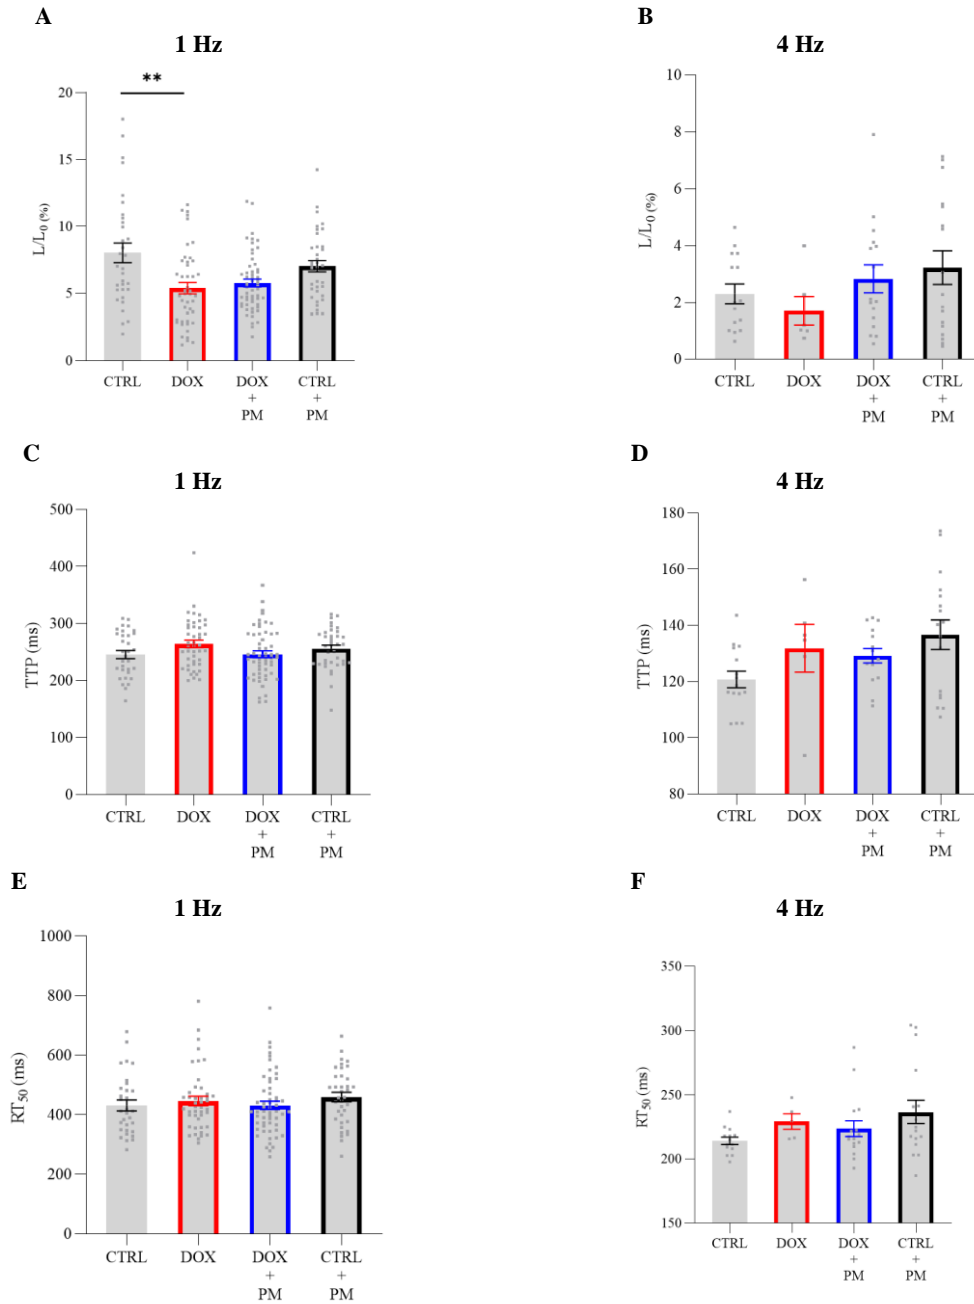 A
1 Hz
**
20
15
10
5
0
L/L0 (%)
CTRL
DOX
DOX
+
PM
CTRL
+
PM
B
4 Hz
10
8
6
4
2
0
L/L0 (%)
CTRL
DOX
DOX
+
PM
CTRL
+
PM
C
1 Hz
500
400
300
200
100
0
TTP (ms)
CTRL
DOX
DOX
+
PM
CTRL
+
PM
D
4 Hz
180
160
140
120
100
80
TTP (ms)
CTRL
DOX
DOX
+
PM
CTRL
+
PM
E
1 Hz
1000
800
600
400
200
0
RT50 (ms)
CTRL
DOX
DOX
+
PM
CTRL
+
PM
F
4 Hz
350
300
250
200
150
RT50 (ms)
CTRL
DOX
DOX
+
PM
CTRL
+
PM